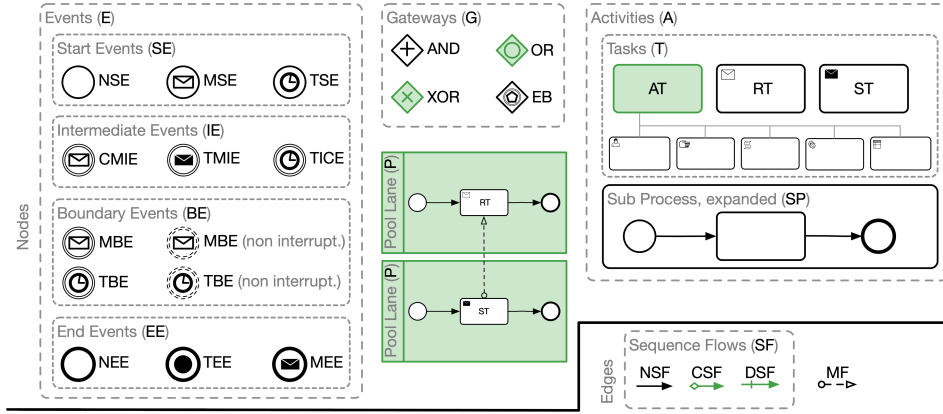 Nodes
Events (E)
Start Events (SE)
NSE
MSE
TSE
Intermediate Events (IE)
CMIE
TMIE
TICE
Boundary Events (BE)
MBE
MBE (non interrupt.)
TBE
TBE (non interrupt.)
End Events (EE)
NEE
TEE
MEE
Gateways (G)
AND
OR
XOR
EB
Pool Lane (P)
RT
Pool Lane (P)
ST
Activities (A)
Tasks (T)
AT
RT
ST
Sub Process, expanded (SP)
Edges
Sequence Flows (SF)
NSF
CSF
DSF
MF